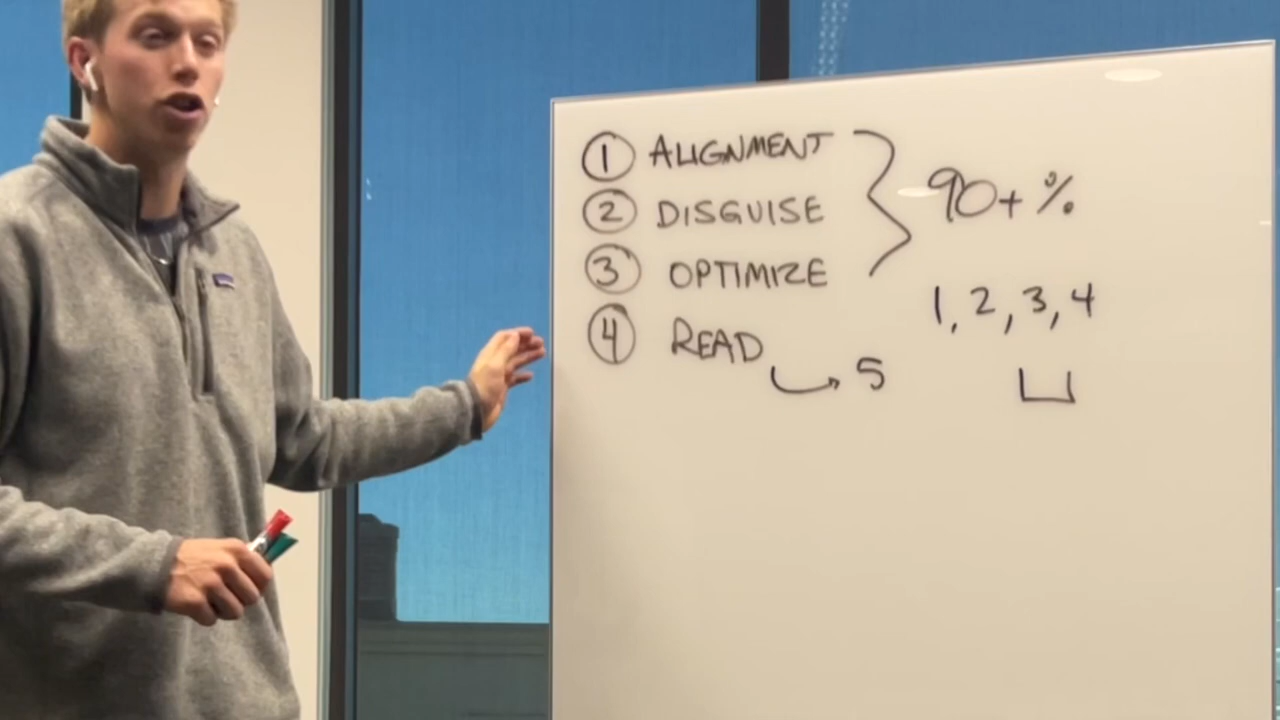 1 ALIGNMENT
2 DISGUISE
3 OPTIMIZE
4 READ
5
90+%
1, 2, 3, 4